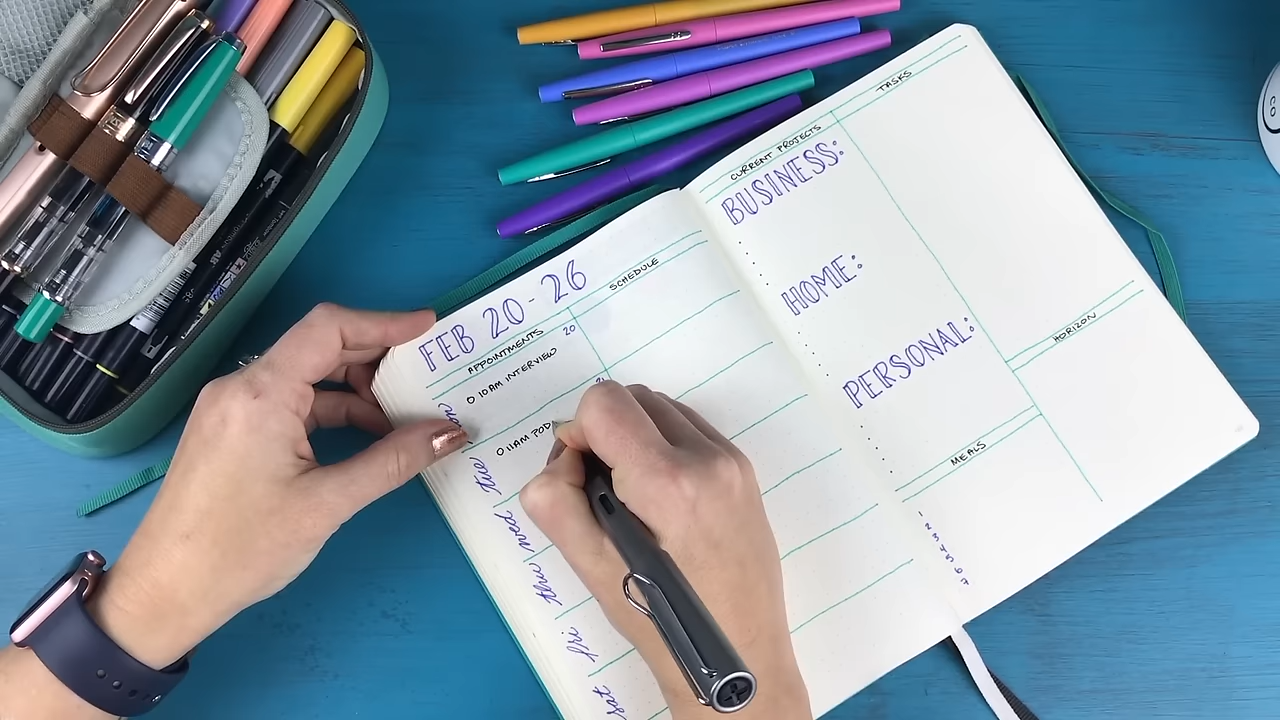 FEB 20-26
APPOINTMENTS 20
SCHEDULE
O 10AM INTERVIEW
O 11AM POD
tue
wed
thu
fri
sat
CURRENT PROJECTS
TASKS
BUSINESS:
HOME:
PERSONAL:
HORIZON
MEALS